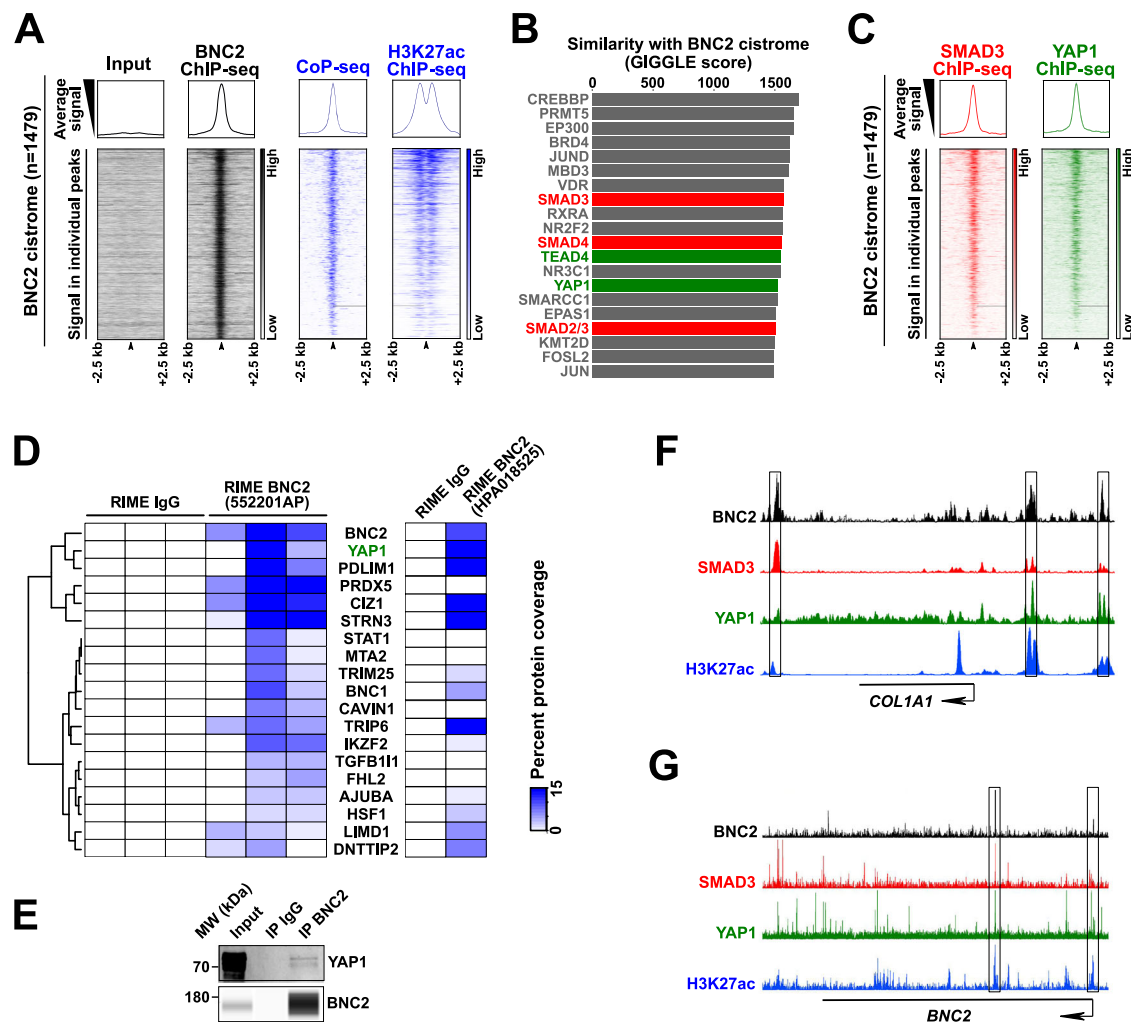 A
BNC2 cistrome (n=1479)
Average signal
Signal in individual peaks
Input
BNC2
ChIP-seq
CoP-seq
H3K27ac
ChIP-seq
High
Low
High
Low
-2.5 kb
+2.5 kb
-2.5 kb
+2.5 kb
-2.5 kb
+2.5 kb
-2.5 kb
+2.5 kb
B
Similarity with BNC2 cistrome
(GIGGLE score)
0 500 1000 1500
CREBBP
PRMT5
EP300
BRD4
JUND
MBD3
VDR
SMAD3
RXRA
NR2F2
SMAD4
TEAD4
NR3C1
YAP1
SMARCC1
EPAS1
SMAD2/3
KMT2D
FOSL2
JUN
C
BNC2 cistrome (n=1479)
Average signal
Signal in individual peaks
SMAD3
ChIP-seq
YAP1
ChIP-seq
High
Low
High
Low
-2.5 kb
+2.5 kb
-2.5 kb
+2.5 kb
D
RIME IgG
RIME BNC2
(552201AP)
RIME IgG
RIME BNC2
(HPA018525)
BNC2
YAP1
PDLIM1
PRDX5
CIZ1
STRN3
STAT1
MTA2
TRIM25
BNC1
CAVIN1
TRIP6
IKZF2
TGFB1I1
FHL2
AJUBA
HSF1
LIMD1
DNTTIP2
Percent protein coverage
15
0
E
MW (kDa)
Input
IP IgG
IP BNC2
70
YAP1
180
BNC2
F
BNC2
SMAD3
YAP1
H3K27ac
COL1A1
G
BNC2
SMAD3
YAP1
H3K27ac
BNC2